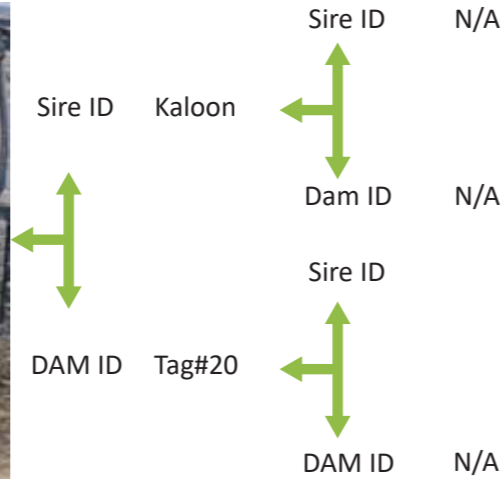 Sire ID N/A
Sire ID Kaloon
Dam ID N/A
Sire ID
DAM ID Tag#20
DAM ID N/A